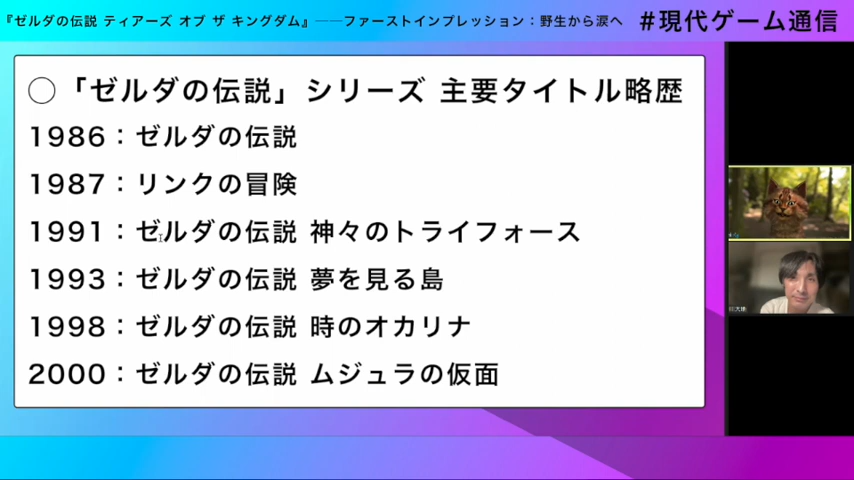 『ゼルダの伝説 ティアーズ オブ ザ キングダム』──ファーストインプレッション：野生から涙へ
#現代ゲーム通信
○「ゼルダの伝説」シリーズ 主要タイトル略歴
1986：ゼルダの伝説
1987：リンクの冒険
1991：ゼルダの伝説 神々のトライフォース
1993：ゼルダの伝説 夢を見る島
1998：ゼルダの伝説 時のオカリナ
2000：ゼルダの伝説 ムジュラの仮面